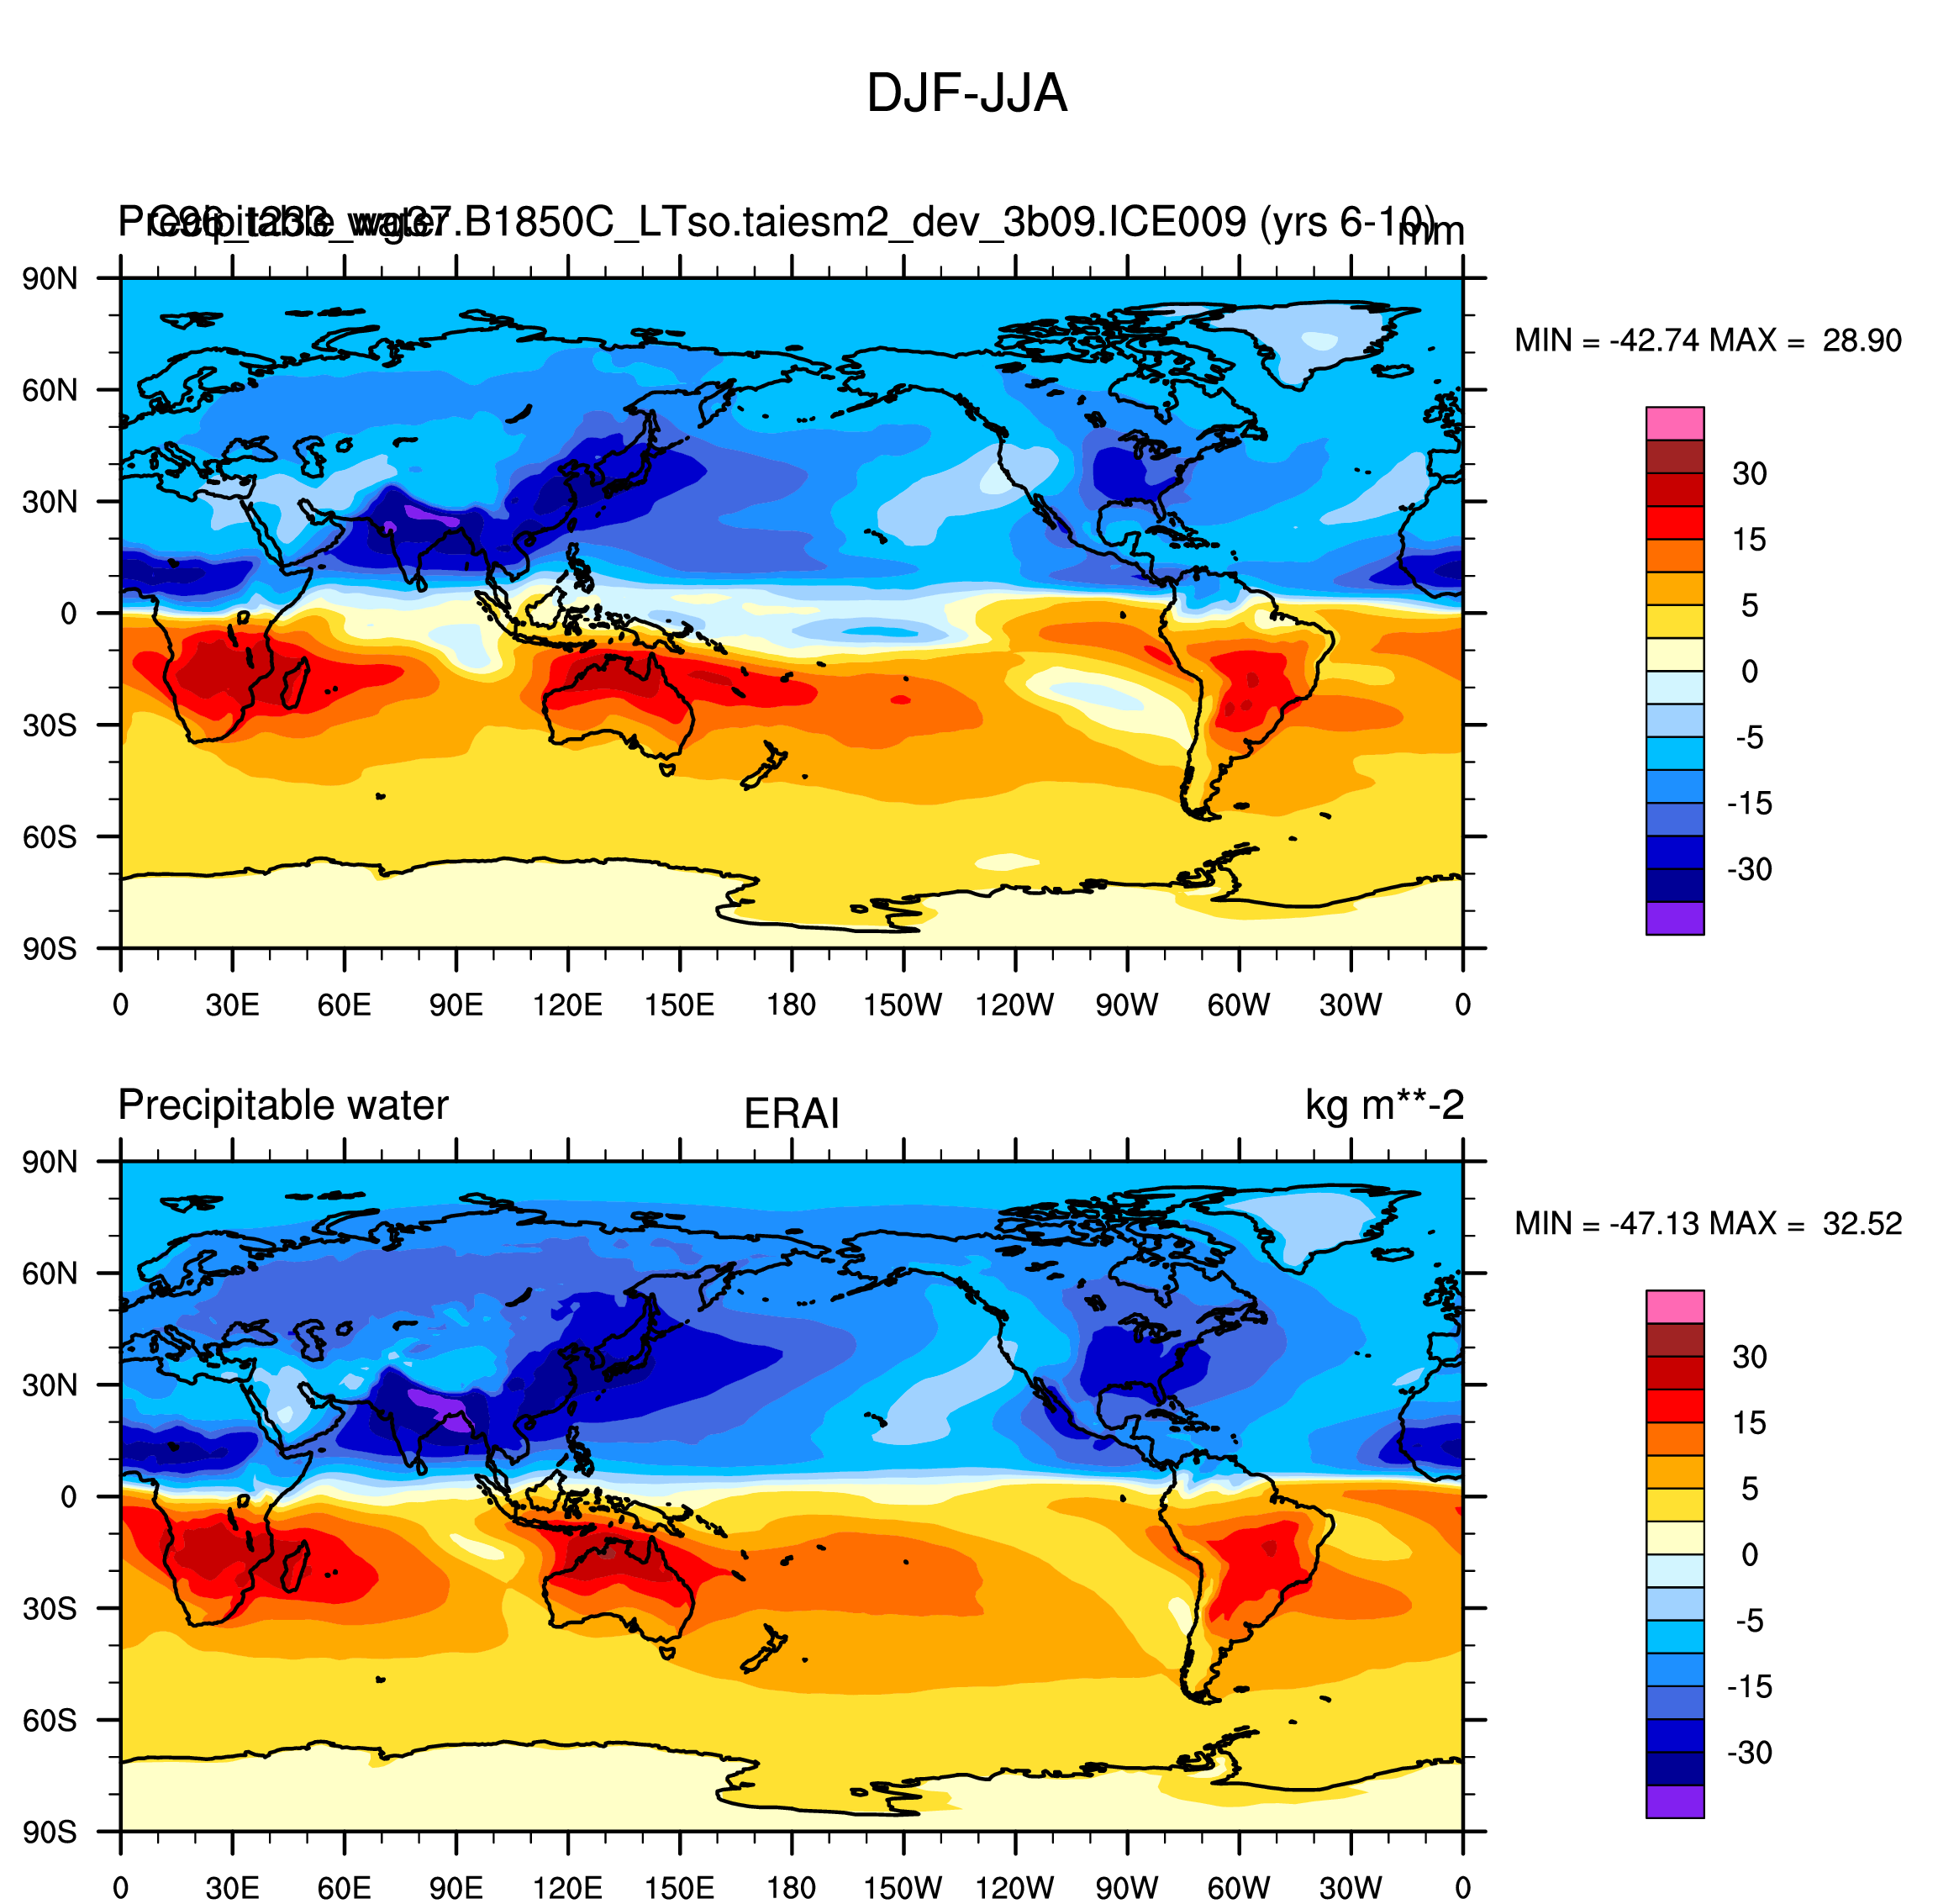 DJF-JJA
Precipitable water
.B1850C_LTso.taiesm2_dev_3b09.ICE009 (yrs 6-10)
mm
90N
60N
30N
0
30S
60S
90S
0 30E 60E 90E 120E 150E 180 150W 120W 90W 60W 30W 0
MIN = -42.74 MAX = 28.90
30
15
5
0
-5
-15
-30
Precipitable water
ERAI
kg m**-2
90N
60N
30N
0
30S
60S
90S
0 30E 60E 90E 120E 150E 180 150W 120W 90W 60W 30W 0
MIN = -47.13 MAX = 32.52
30
15
5
0
-5
-15
-30